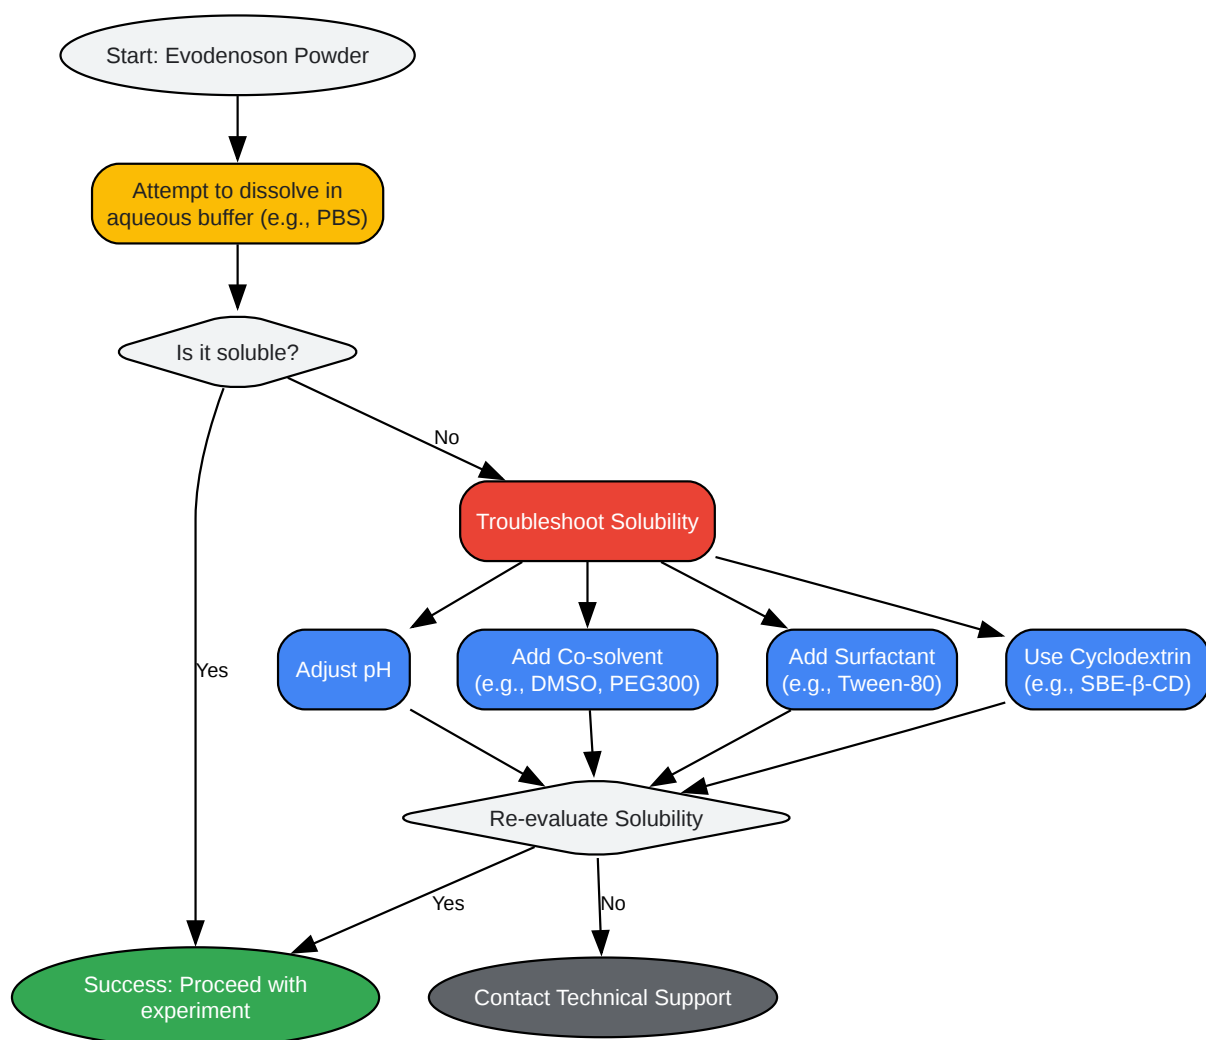 Start: Evodenoson Powder
Attempt to dissolve in
aqueous buffer (e.g., PBS)
Is it soluble?
No
Troubleshoot Solubility
Yes
Adjust pH
Add Co-solvent
(e.g., DMSO, PEG300)
Add Surfactant
(e.g., Tween-80)
Use Cyclodextrin
(e.g., SBE-β-CD)
Re-evaluate Solubility
Yes
No
Success: Proceed with
experiment
Contact Technical Support